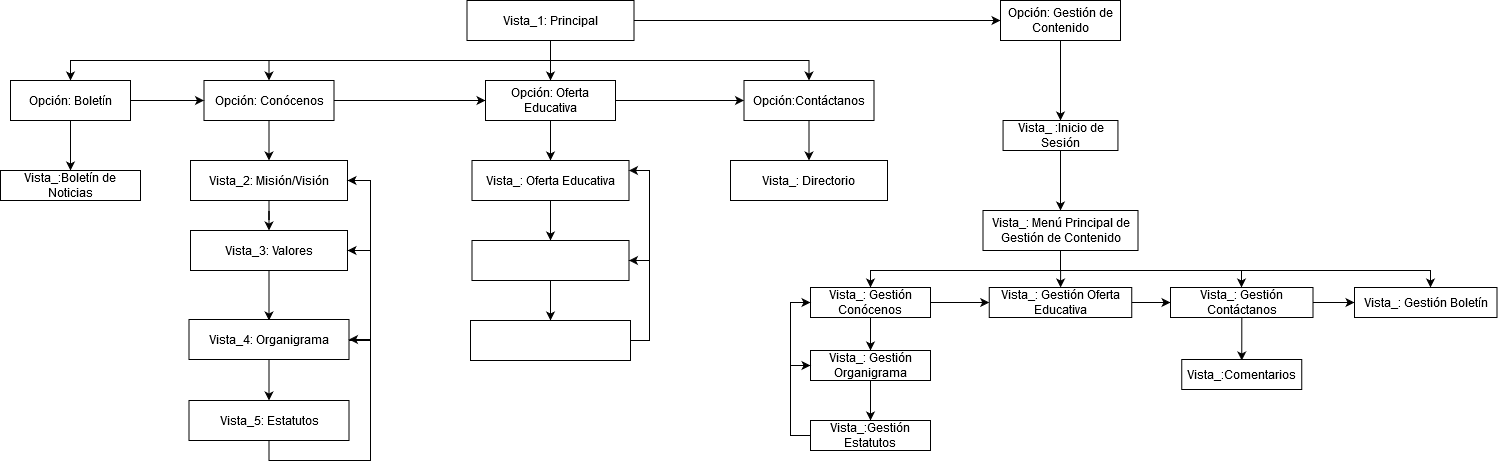 Vista_1: Principal
Opción: Gestión de
Contenido
Opción: Boletín
Opción: Conócenos
Opción: Oferta
Educativa
Opción:Contáctanos
Vista_ :Inicio de
Sesión
Vista_:Boletín de
Noticias
Vista_2: Misión/Visión
Vista_: Oferta Educativa
Vista_: Directorio
Vista_3: Valores
Vista_: Menú Principal de
Gestión de Contenido
Vista_4: Organigrama
Vista_5: Estatutos
Vista_: Gestión
Conócenos
Vista_: Gestión Oferta
Educativa
Vista_: Gestión
Contáctanos
Vista_: Gestión Boletín
Vista_: Gestión
Organigrama
Vista_:Comentarios
Vista_:Gestión
Estatutos